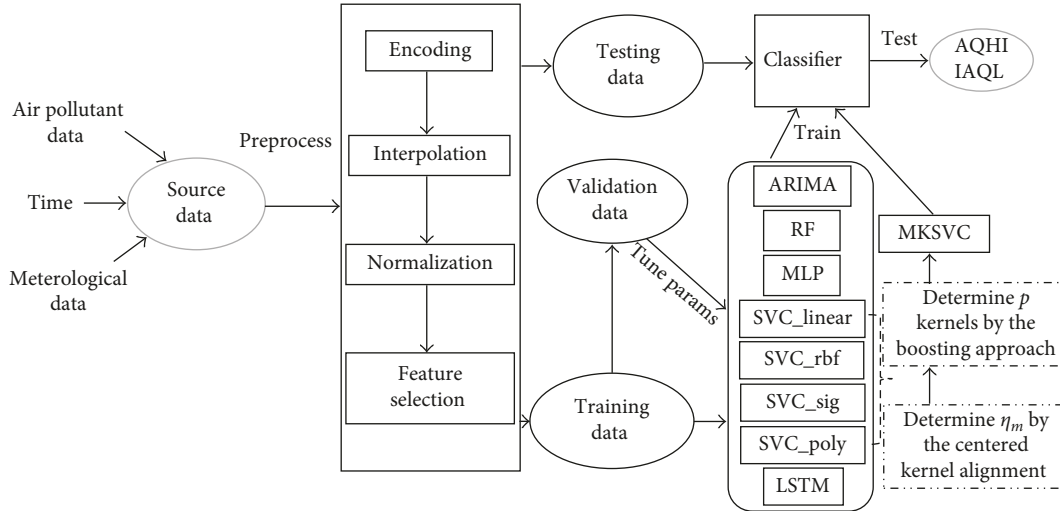 Air pollutant
data
Time
Meterological
data
Source
data
Preprocess
Encoding
Interpolation
Normalization
Feature
selection
Testing
data
Validation
data
Training
data
Tune params
Classifier
Train
Test
AQHI
IAQL
ARIMA
RF
MLP
SVC_linear
SVC_rbf
SVC_sig
SVC_poly
LSTM
MKSVC
Determine p
kernels by the
boosting approach
Determine ηm by
the centered
kernel alignment